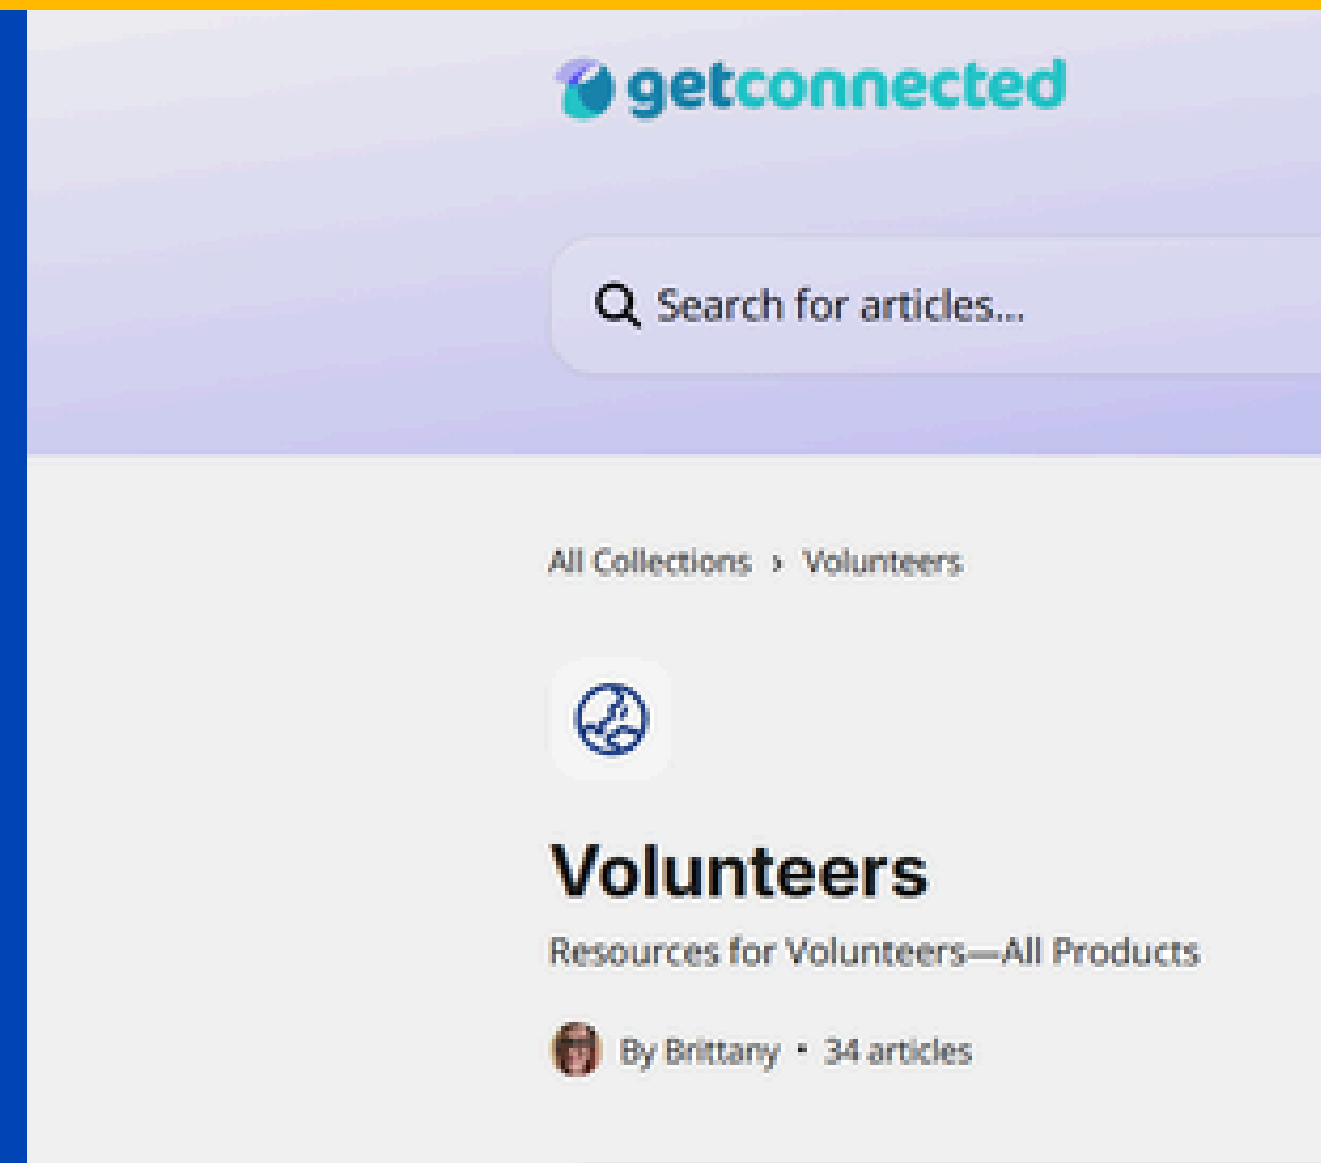 getconnected
Search for articles...
All Collections › Volunteers
Volunteers
Resources for Volunteers—All Products
By Brittany • 34 articles